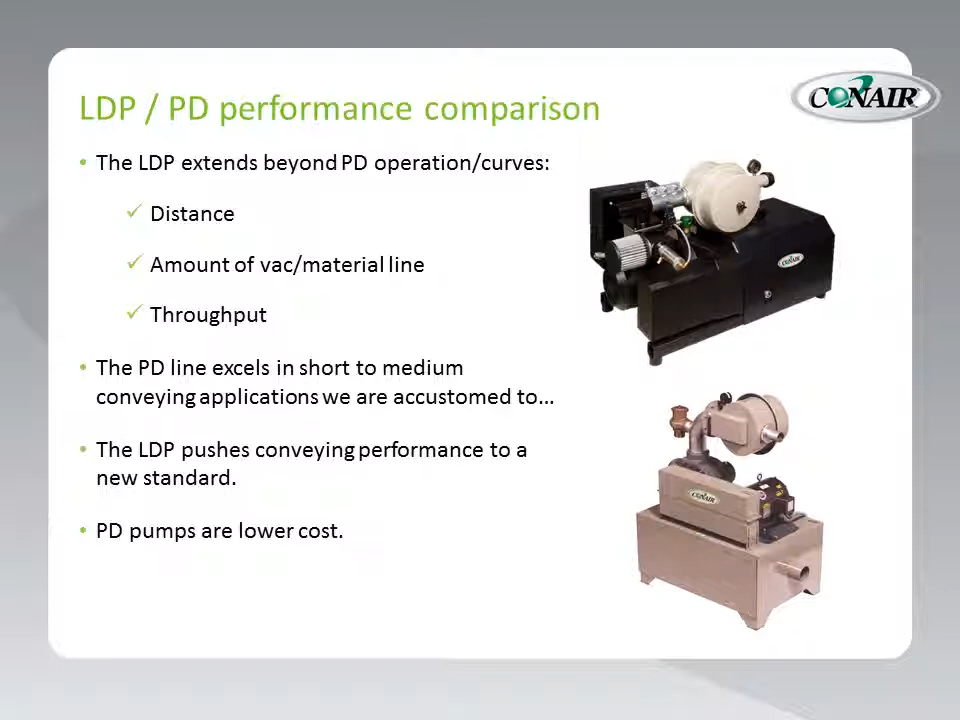 LDP / PD performance comparison
CONAIR
• The LDP extends beyond PD operation/curves:
✓ Distance
✓ Amount of vac/material line
✓ Throughput
• The PD line excels in short to medium
conveying applications we are accustomed to…
• The LDP pushes conveying performance to a
new standard.
• PD pumps are lower cost.
CONAIR
CONAIR